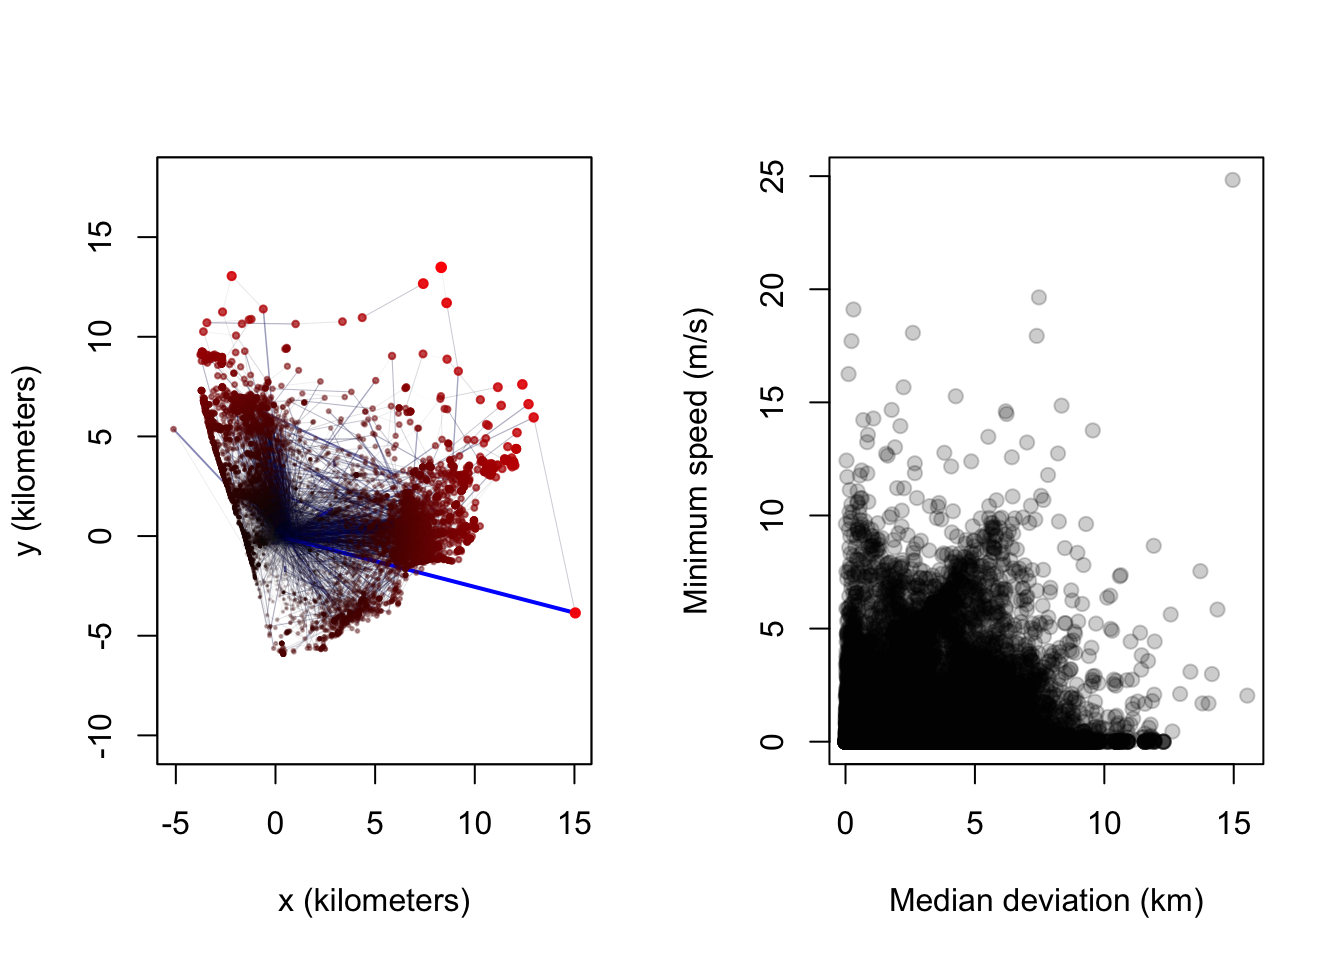 y (kilometers)
15
10
5
0
-5
-10
-5 0 5 10 15
x (kilometers)
Minimum speed (m/s)
25
20
15
10
5
0
0 5 10 15
Median deviation (km)